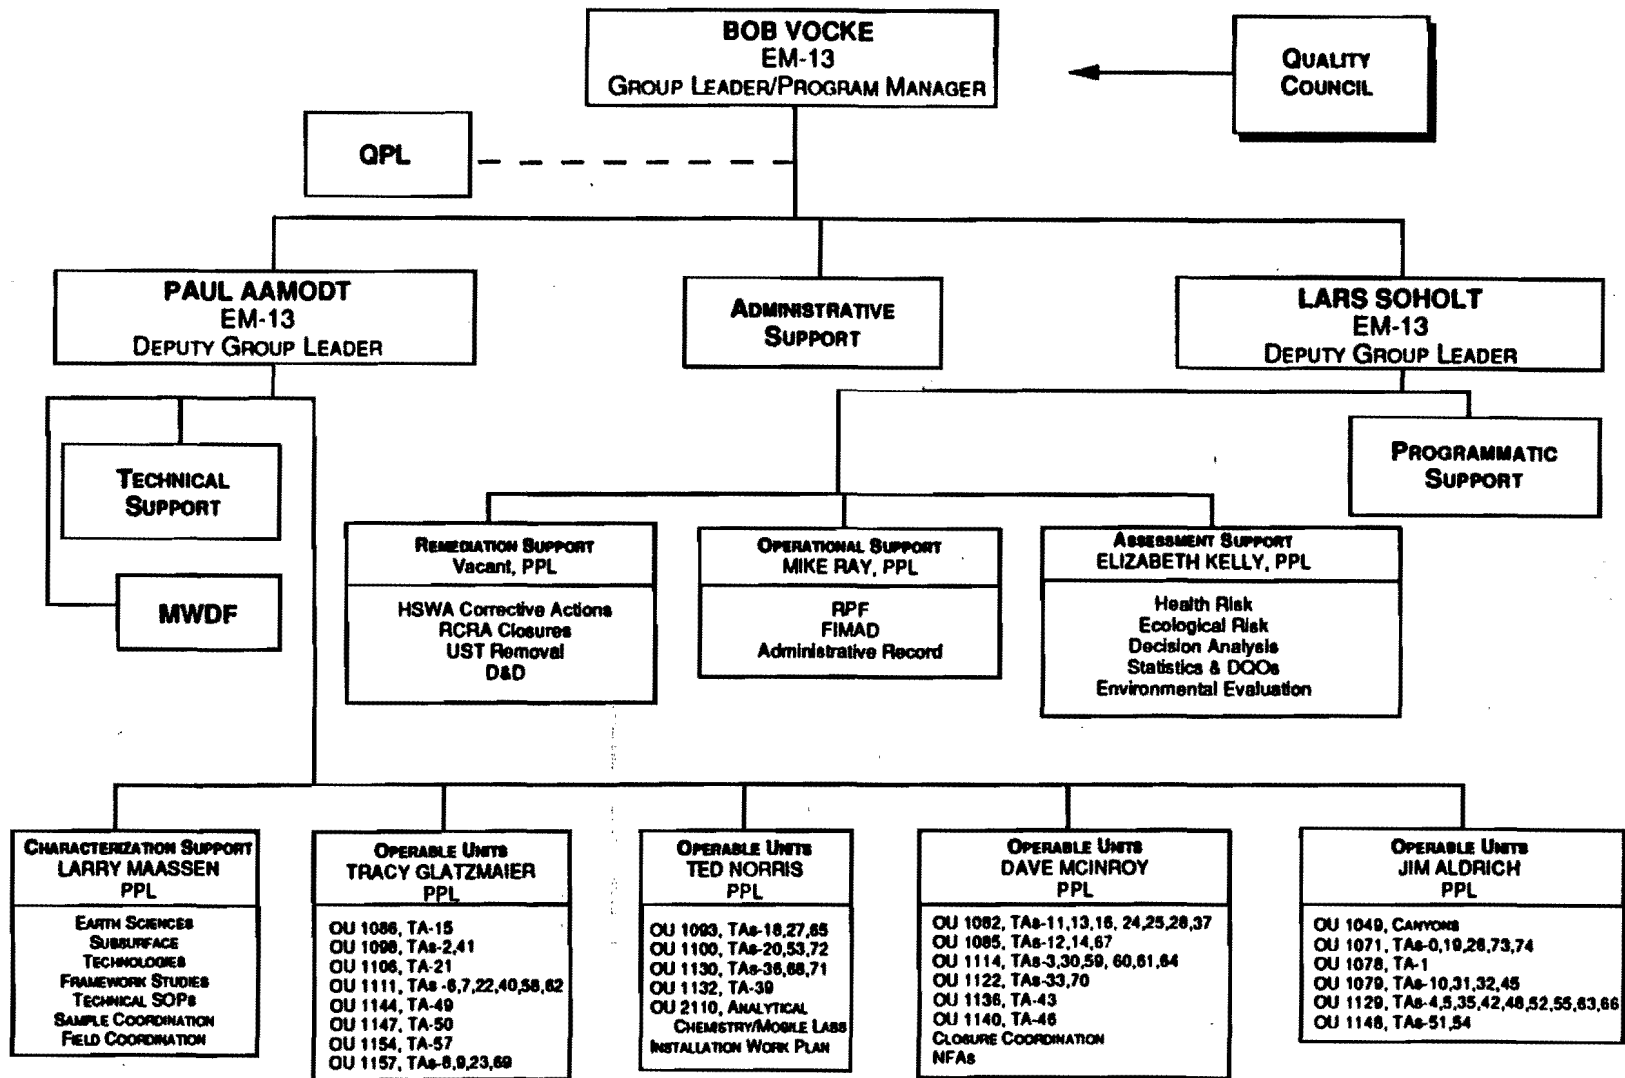 BOB VOCKE
EM-13
GROUP LEADER/PROGRAM MANAGER
QUALITY
COUNCIL
QPL
PAUL AAMODT
EM-13
DEPUTY GROUP LEADER
ADMINISTRATIVE
SUPPORT
LARS SOHOLT
EM-13
DEPUTY GROUP LEADER
TECHNICAL
SUPPORT
PROGRAMMATIC
SUPPORT
MWDF
REMEDIATION SUPPORT
Vacant, PPL
HSWA Corrective Actions
RCRA Closures
UST Removal
D&D
OPERATIONAL SUPPORT
MIKE RAY, PPL
RPF
FIMAD
Administrative Record
ASSESSMENT SUPPORT
ELIZABETH KELLY, PPL
Health Risk
Ecological Risk
Decision Analysis
Statistics & DQOs
Environmental Evaluation
CHARACTERIZATION SUPPORT
LARRY MAASSEN
PPL
EARTH SCIENCES
SUBSURFACE
TECHNOLOGIES
FRAMEWORK STUDIES
TECHNICAL SOPs
SAMPLE COORDINATION
FIELD COORDINATION
OPERABLE UNITS
TRACY GLATZMAIER
PPL
OU 1086, TA-15
OU 1098, TAs-2,41
OU 1106, TA-21
OU 1111, TAs -6,7,22,40,58,62
OU 1144, TA-49
OU 1147, TA-50
OU 1154, TA-57
OU 1157, TAs-8,9,23,69
OPERABLE UNITS
TED NORRIS
PPL
OU 1093, TAs-18,27,65
OU 1100, TAs-20,53,72
OU 1130, TAs-36,68,71
OU 1132, TA-39
OU 2110, ANALYTICAL
CHEMISTRY/MOBILE LABS
INSTALLATION WORK PLAN
OPERABLE UNITS
DAVE MCINROY
PPL
OU 1082, TAs-11,13,16, 24,25,28,37
OU 1085, TAs-12,14,67
OU 1114, TAs-3,30,59, 60,61,64
OU 1122, TAs-33,70
OU 1136, TA-43
OU 1140, TA-46
CLOSURE COORDINATION
NFAs
OPERABLE UNITS
JIM ALDRICH
PPL
OU 1049, CANYONS
OU 1071, TAs-0,19,26,73,74
OU 1078, TA-1
OU 1079, TAs-10,31,32,45
OU 1129, TAs-4,5,35,42,48,52,55,63,66
OU 1148, TAs-51,54